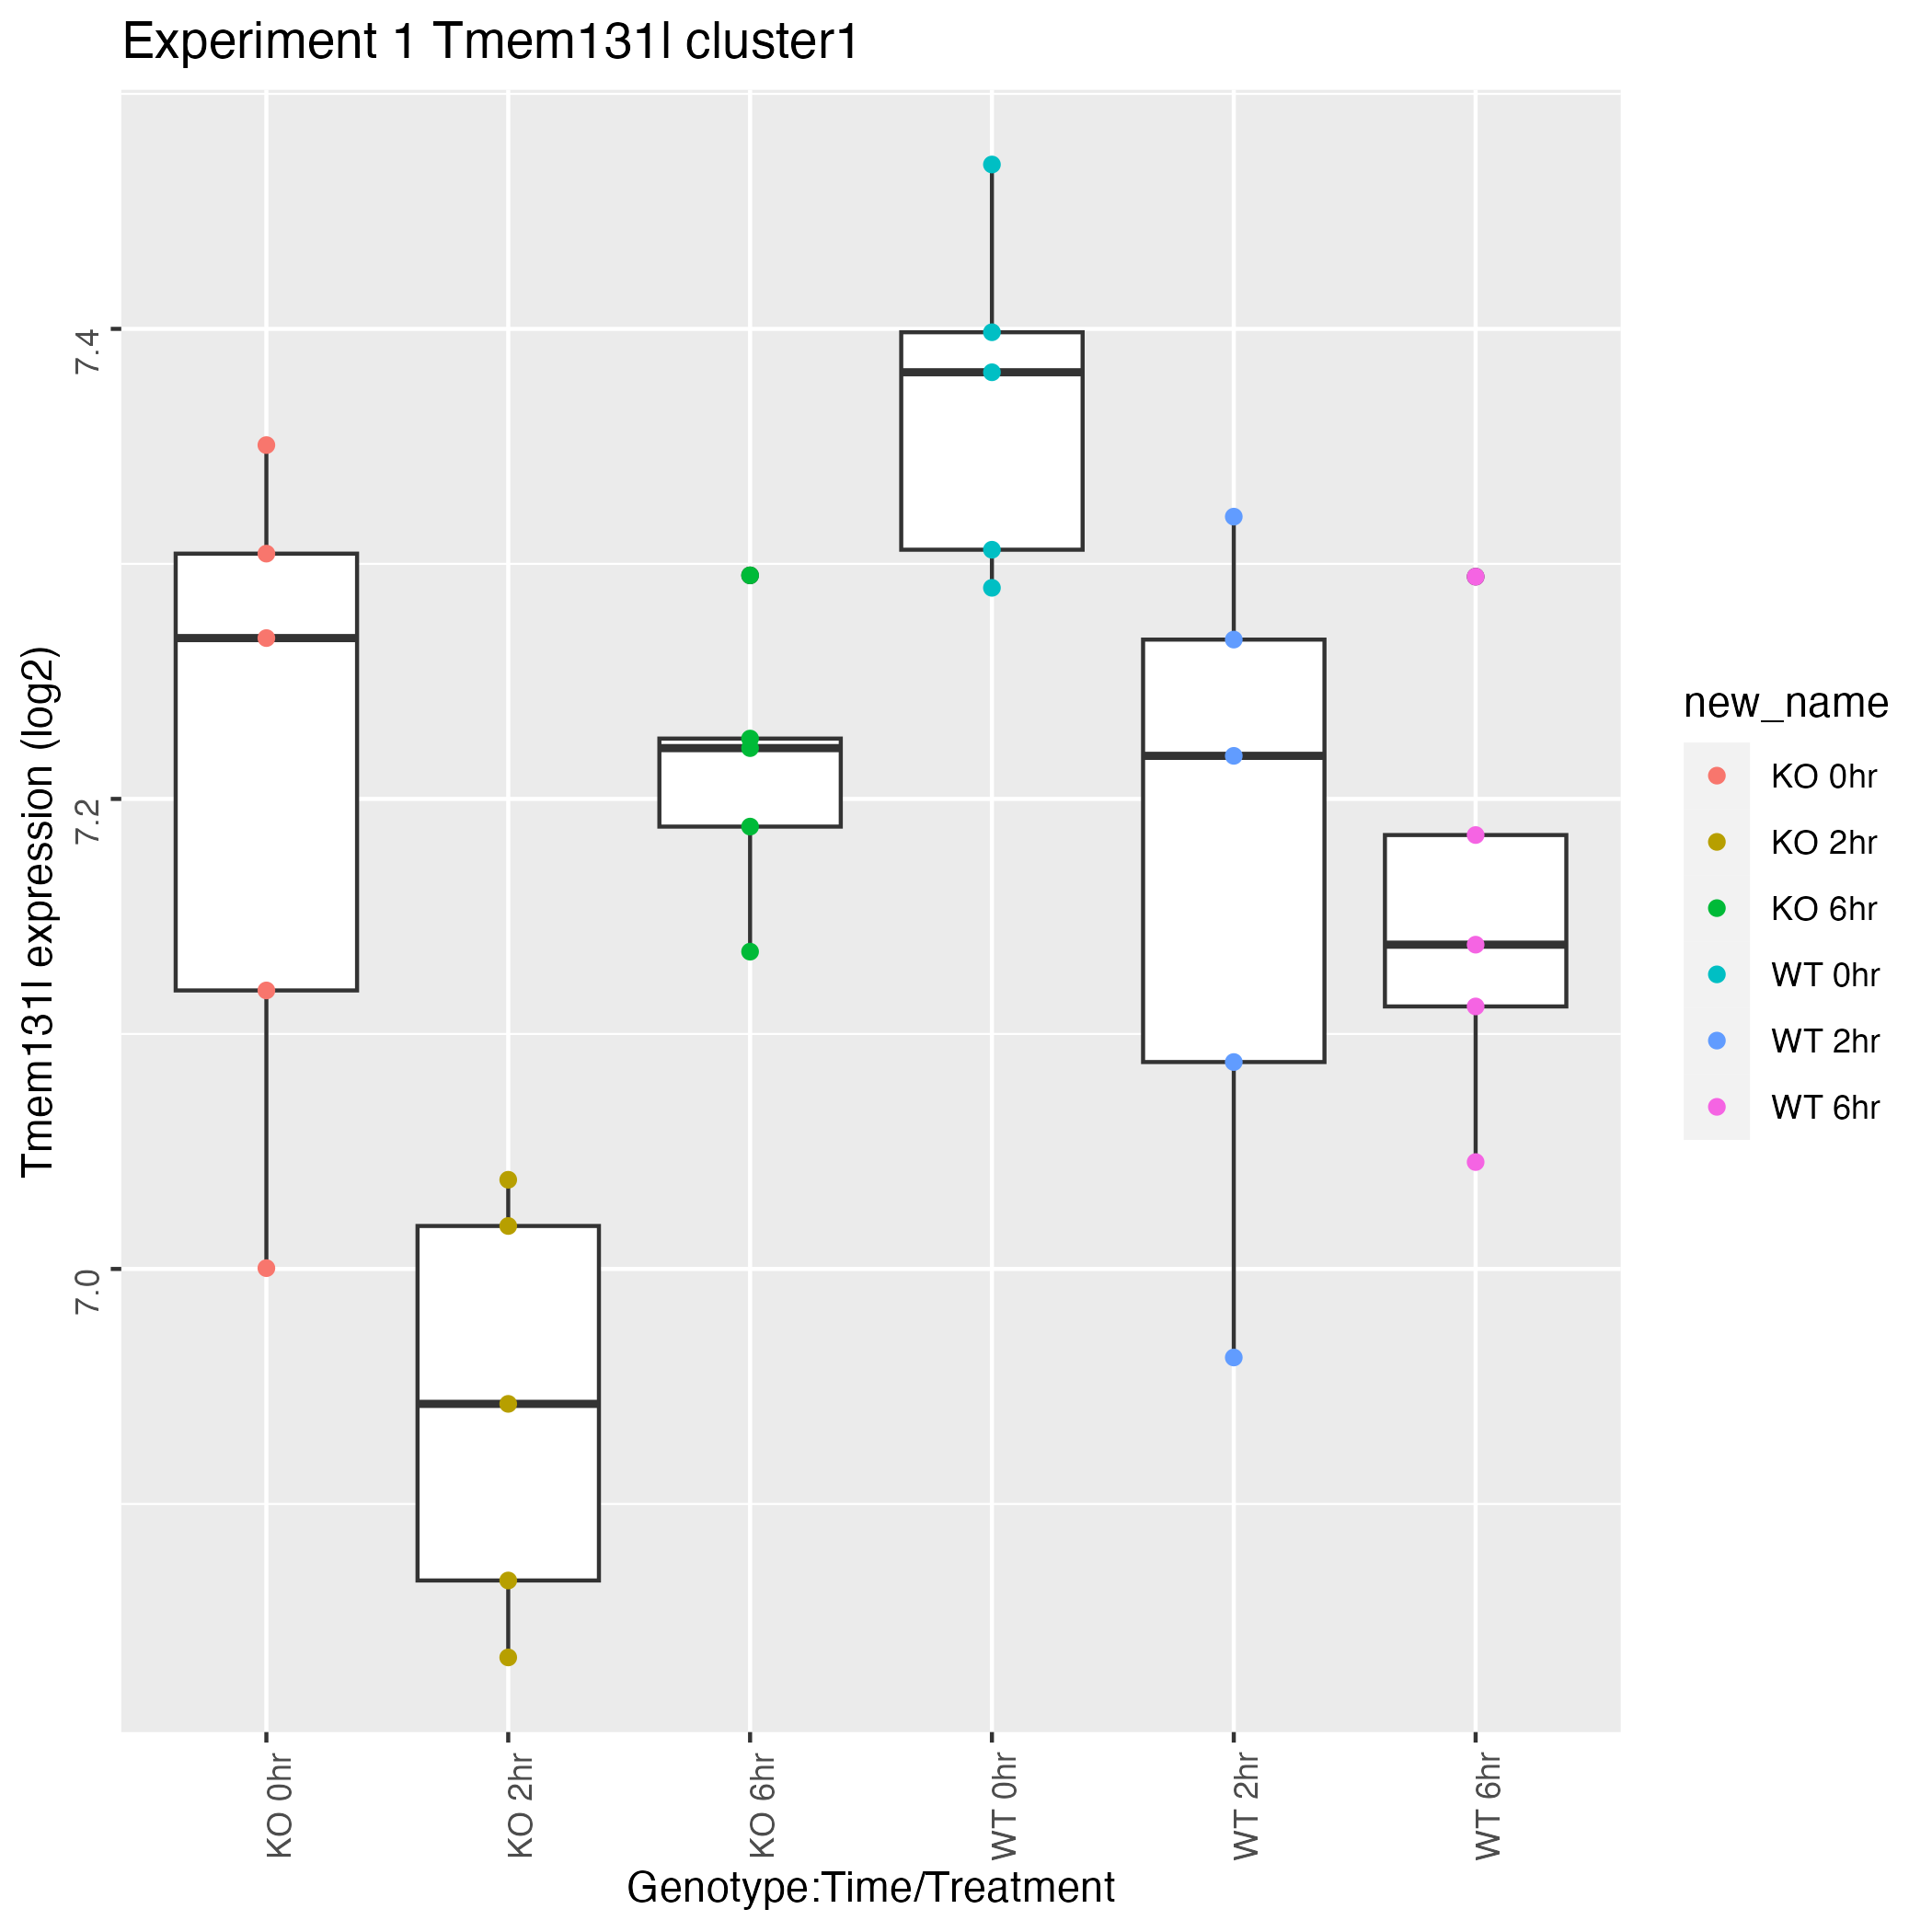 Experiment 1 Tmem131l cluster1
Tmem131l expression (log2)
7.4
7.2
7.0
KO 0hr
KO 2hr
KO 6hr
WT 0hr
WT 2hr
WT 6hr
Genotype:Time/Treatment
new_name
KO 0hr
KO 2hr
KO 6hr
WT 0hr
WT 2hr
WT 6hr